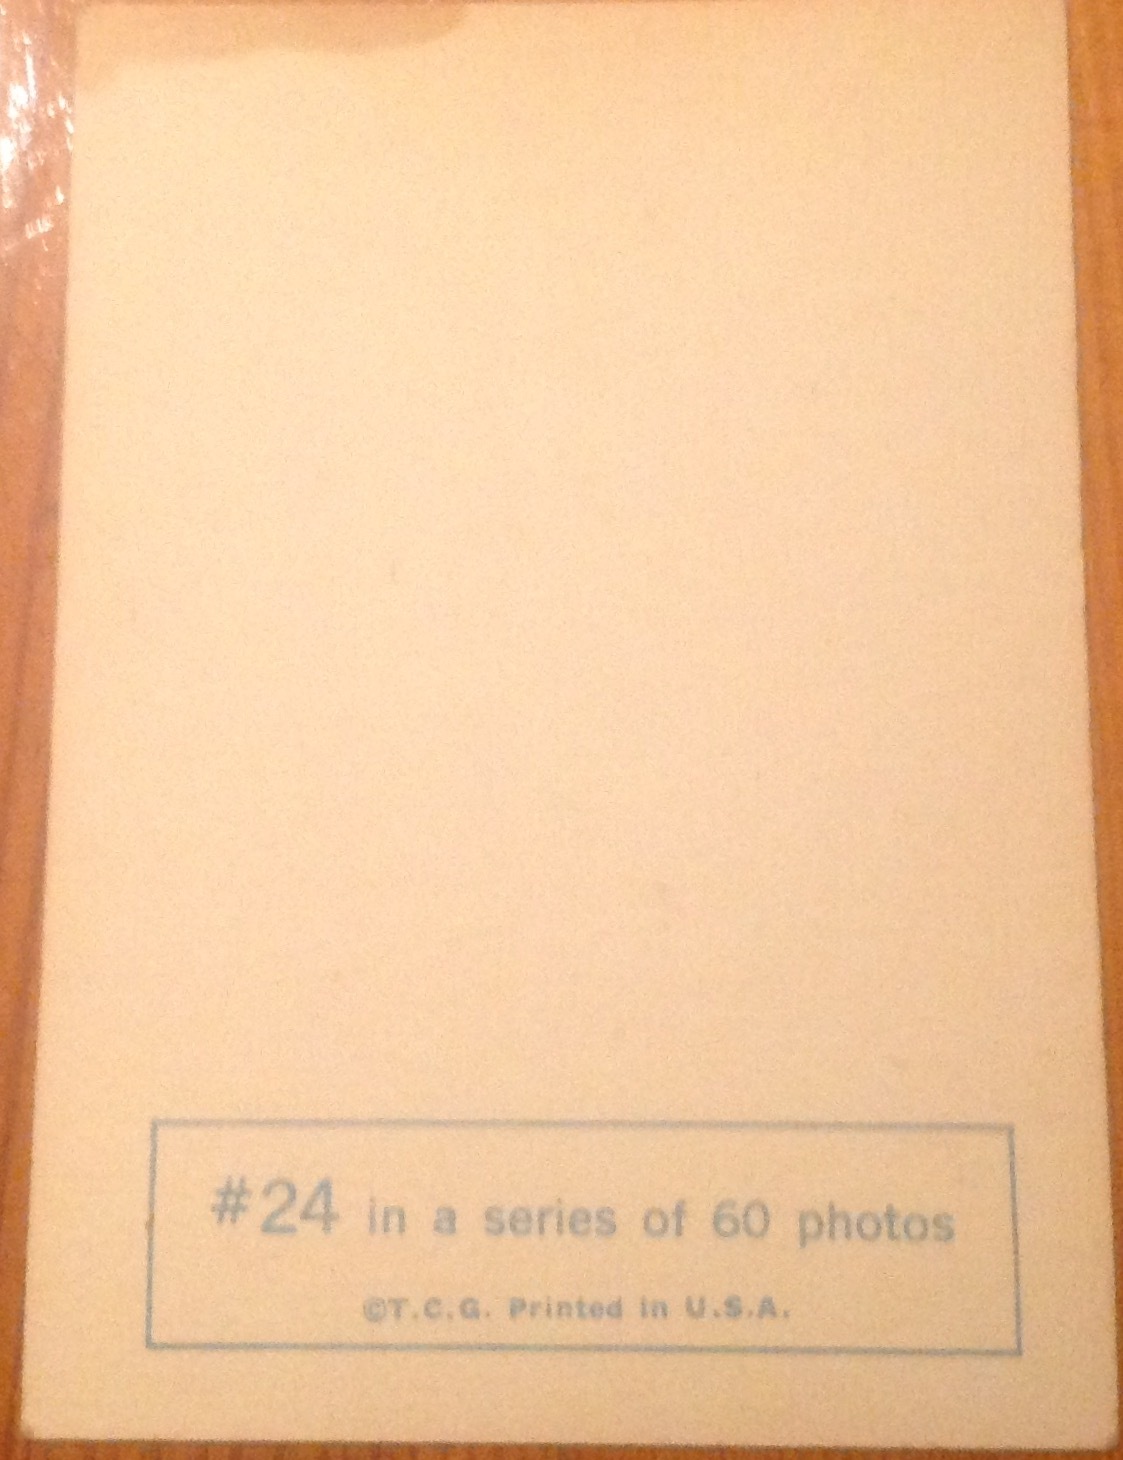 #24 in a series of 60 photos
©T.C.G. Printed in U.S.A.